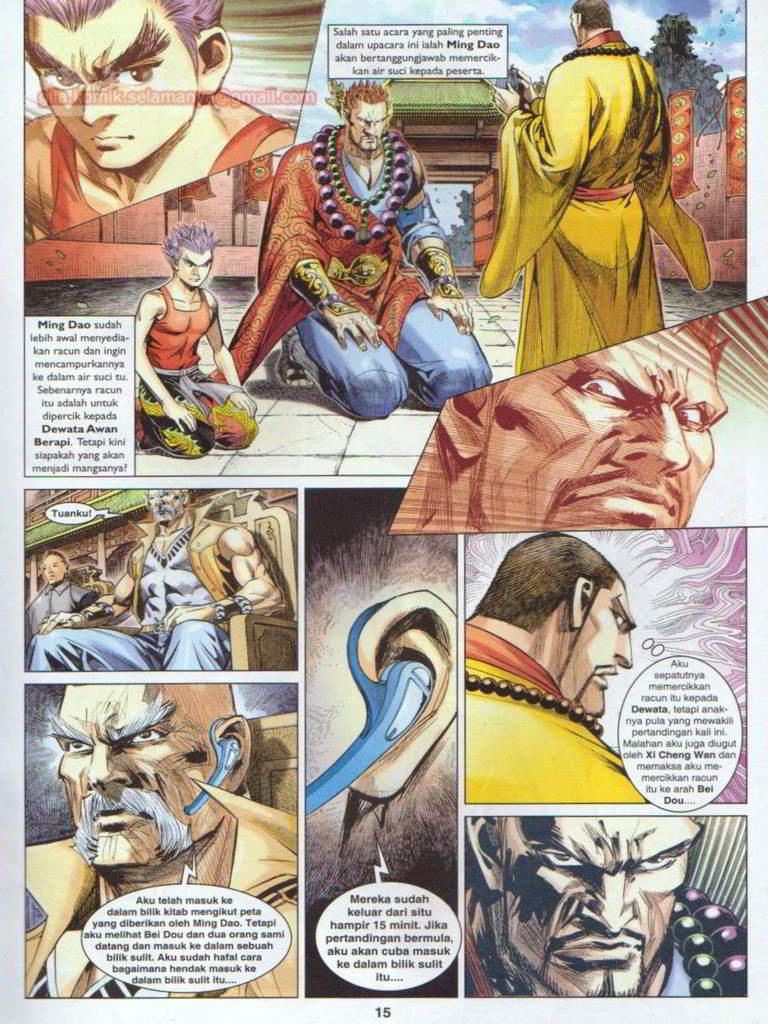 Salah satu acara yang paling penting
dalam upacara ini ialah Ming Dao
akan bertanggungjawab memercik-
kan air suci kepada peserta.
cila.komik.selamanya@gmail.com
Ming Dao sudah
lebih awal menyedia-
kan racun dan ingin
mencampurkannya
ke dalam air suci tu.
Sebenarnya racun
itu adalah untuk
dipercik kepada
Dewata Awan
Berapi. Tetapi kini
siapakah yang akan
menjadi mangsanya?
Tuanku!
Aku
sepatutnya
memercikkan
racun itu kepada
Dewata, tetapi anak-
nya pula yang mewakili
pertandingan kali ini.
Malahan aku juga diugut
oleh Xi Cheng Wan dan
memaksa aku me-
mercikkan racun
itu ke arah Bei
Dou....
Aku telah masuk ke
dalam bilik kitab mengikut peta
yang diberikan oleh Ming Dao. Tetapi
aku melihat Bei Dou dan dua orang sami
datang dan masuk ke dalam sebuah
bilik sulit. Aku sudah hafal cara
bagaimana hendak masuk ke
dalam bilik sulit itu....
Mereka sudah
keluar dari situ
hampir 15 minit. Jika
pertandingan bermula,
aku akan cuba masuk
ke dalam bilik sulit
itu....
15